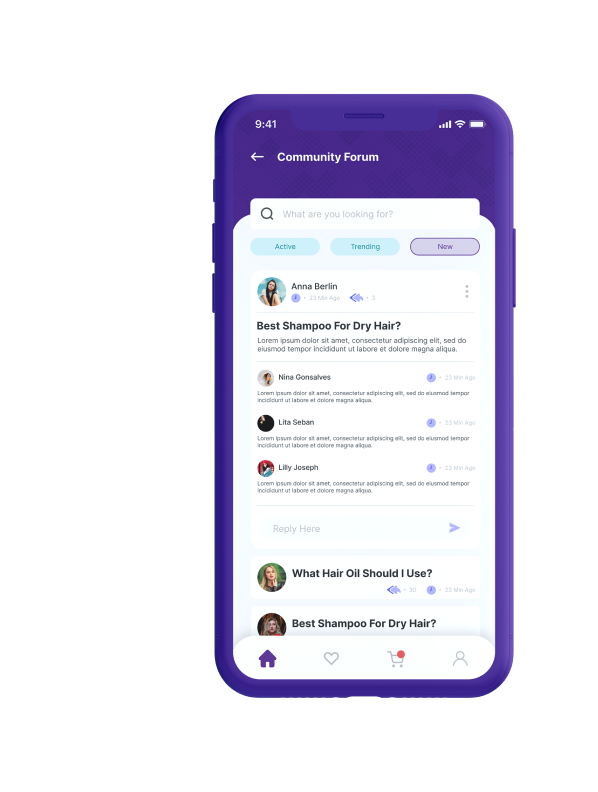 9:41
Community Forum
What are you looking for?
Active
Trending
New
Anna Berlin
23 Min Ago
3
Best Shampoo For Dry Hair?
Lorem ipsum dolor sit amet, consectetur adipiscing elit, sed do
eiusmod tempor incididunt ut labore et dolore magna aliqua.
Nina Gonsalves
23 Min Ago
Lorem ipsum dolor sit amet, consectetur adipiscing elit, sed do eiusmod tempor
incididunt ut labore et dolore magna aliqua.
Lita Seban
23 Min Ago
Lorem ipsum dolor sit amet, consectetur adipiscing elit, sed do eiusmod tempor
incididunt ut labore et dolore magna aliqua.
Lilly Joseph
23 Min Ago
Lorem ipsum dolor sit amet, consectetur adipiscing elit, sed do eiusmod tempor
incididunt ut labore et dolore magna aliqua.
Reply Here
What Hair Oil Should I Use?
30
23 Min Ago
Best Shampoo For Dry Hair?